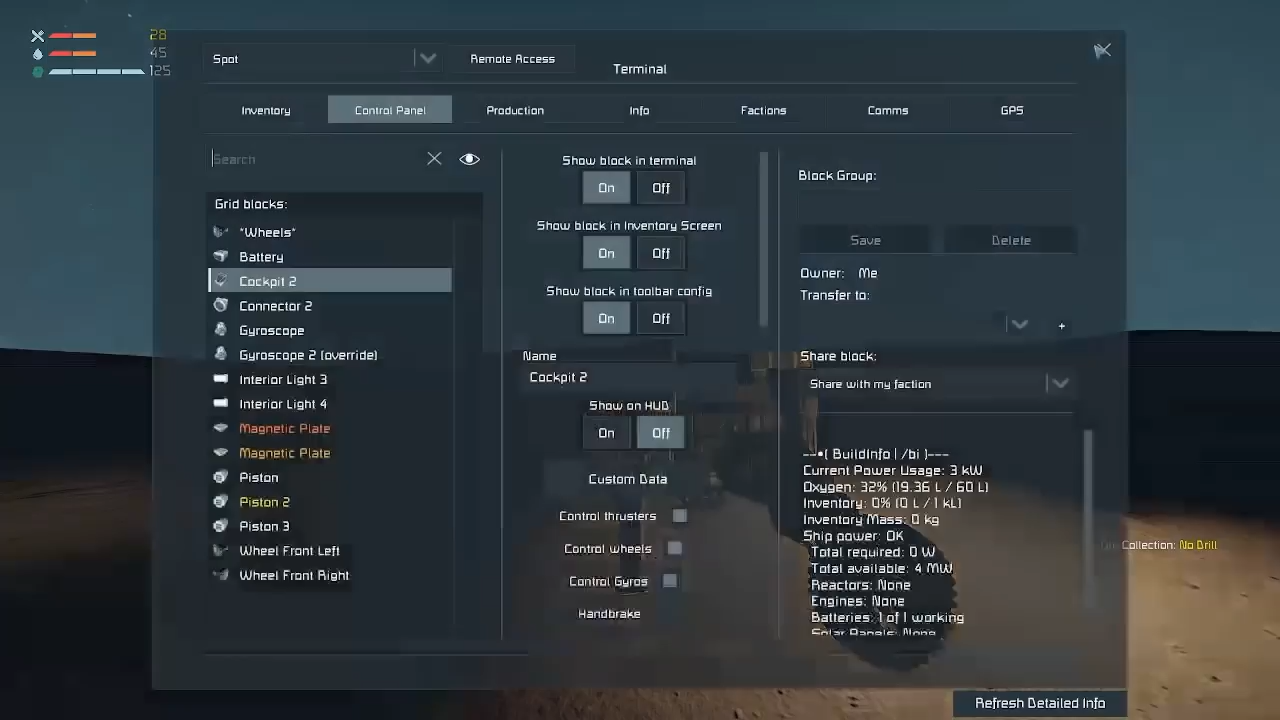 28
45
125
Spot
Remote Access
Terminal
Inventory
Control Panel
Production
Info
Factions
Comms
GPS
Search
Grid blocks:
*Wheels*
Battery
Cockpit 2
Connector 2
Gyroscope
Gyroscope 2 (override)
Interior Light 3
Interior Light 4
Magnetic Plate
Magnetic Plate
Piston
Piston 2
Piston 3
Wheel Front Left
Wheel Front Right
Show block in terminal
On Off
Show block in Inventory Screen
On Off
Show block in toolbar config
On Off
Name
Cockpit 2
Show on HUD
On Off
Custom Data
Control thrusters
Control wheels
Control Gyros
Handbrake
Block Group:
Save Delete
Owner: Me
Transfer to:
+
Share block:
Share with my faction
---•( BuildInfo | /bi )---
Current Power Usage: 3 kW
Oxygen: 32% (19.36 L / 60 L)
Inventory: 0% (0 L / 1 kL)
Inventory Mass: 0 kg
Ship power: OK
Total required: 0 W
Total available: 4 MW
Reactors: None
Engines: None
Batteries: 1 of 1 working
Solar Panels: None
Collection: No Drill
Refresh Detailed Info